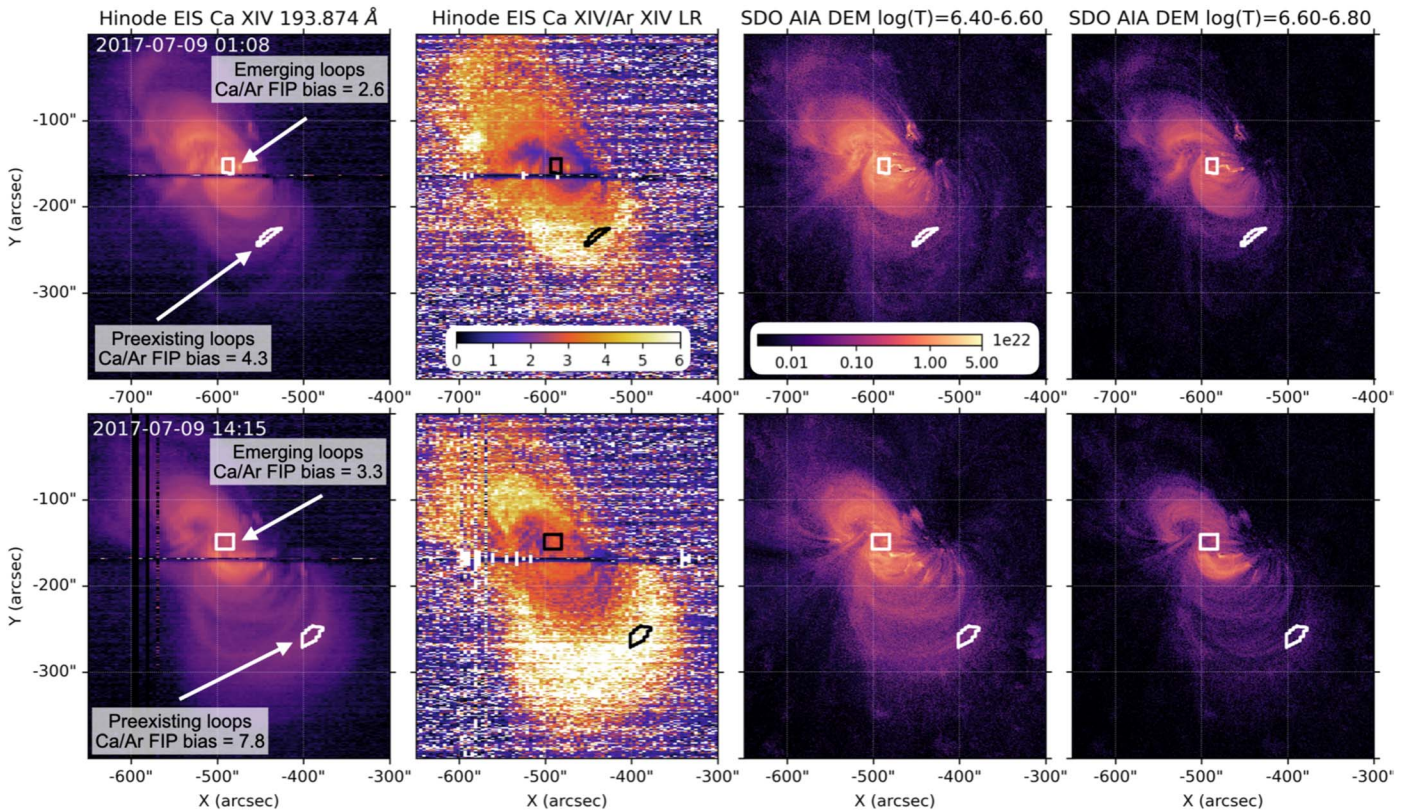 Hinode EIS Ca XIV 193.874 Å
Hinode EIS Ca XIV/Ar XIV LR
SDO AIA DEM log(T)=6.40-6.60
SDO AIA DEM log(T)=6.60-6.80
2017-07-09 01:08
Emerging loops
Ca/Ar FIP bias = 2.6
-100"
-200"
-300"
Y (arcsec)
Preexisting loops
Ca/Ar FIP bias = 4.3
0 1 2 3 4 5 6
0.01 0.10 1.00 5.00
1e22
-700" -600" -500" -400"
-700" -600" -500" -400"
-700" -600" -500" -400"
-700" -600" -500" -400"
2017-07-09 14:15
Emerging loops
Ca/Ar FIP bias = 3.3
-100"
-200"
-300"
Y (arcsec)
Preexisting loops
Ca/Ar FIP bias = 7.8
-600" -500" -400" -300"
-600" -500" -400" -300"
-600" -500" -400" -300"
-600" -500" -400" -300"
X (arcsec)
X (arcsec)
X (arcsec)
X (arcsec)